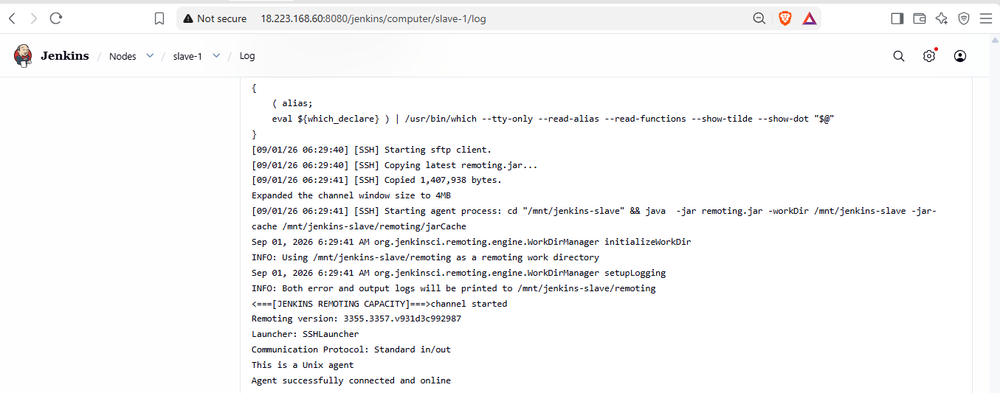 Not secure 18.223.168.60:8080/jenkins/computer/slave-1/log
Jenkins / Nodes / slave-1 / Log
{
( alias;
eval ${which_declare} ) | /usr/bin/which --tty-only --read-alias --read-functions --show-tilde --show-dot "$@"
}
[09/01/26 06:29:40] [SSH] Starting sftp client.
[09/01/26 06:29:40] [SSH] Copying latest remoting.jar...
[09/01/26 06:29:41] [SSH] Copied 1,407,938 bytes.
Expanded the channel window size to 4MB
[09/01/26 06:29:41] [SSH] Starting agent process: cd "/mnt/jenkins-slave" && java  -jar remoting.jar -workDir /mnt/jenkins-slave -jar-
cache /mnt/jenkins-slave/remoting/jarCache
Sep 01, 2026 6:29:41 AM org.jenkinsci.remoting.engine.WorkDirManager initializeWorkDir
INFO: Using /mnt/jenkins-slave/remoting as a remoting work directory
Sep 01, 2026 6:29:41 AM org.jenkinsci.remoting.engine.WorkDirManager setupLogging
INFO: Both error and output logs will be printed to /mnt/jenkins-slave/remoting
<===[JENKINS REMOTING CAPACITY]===>channel started
Remoting version: 3355.3357.v931d3c992987
Launcher: SSHLauncher
Communication Protocol: Standard in/out
This is a Unix agent
Agent successfully connected and online